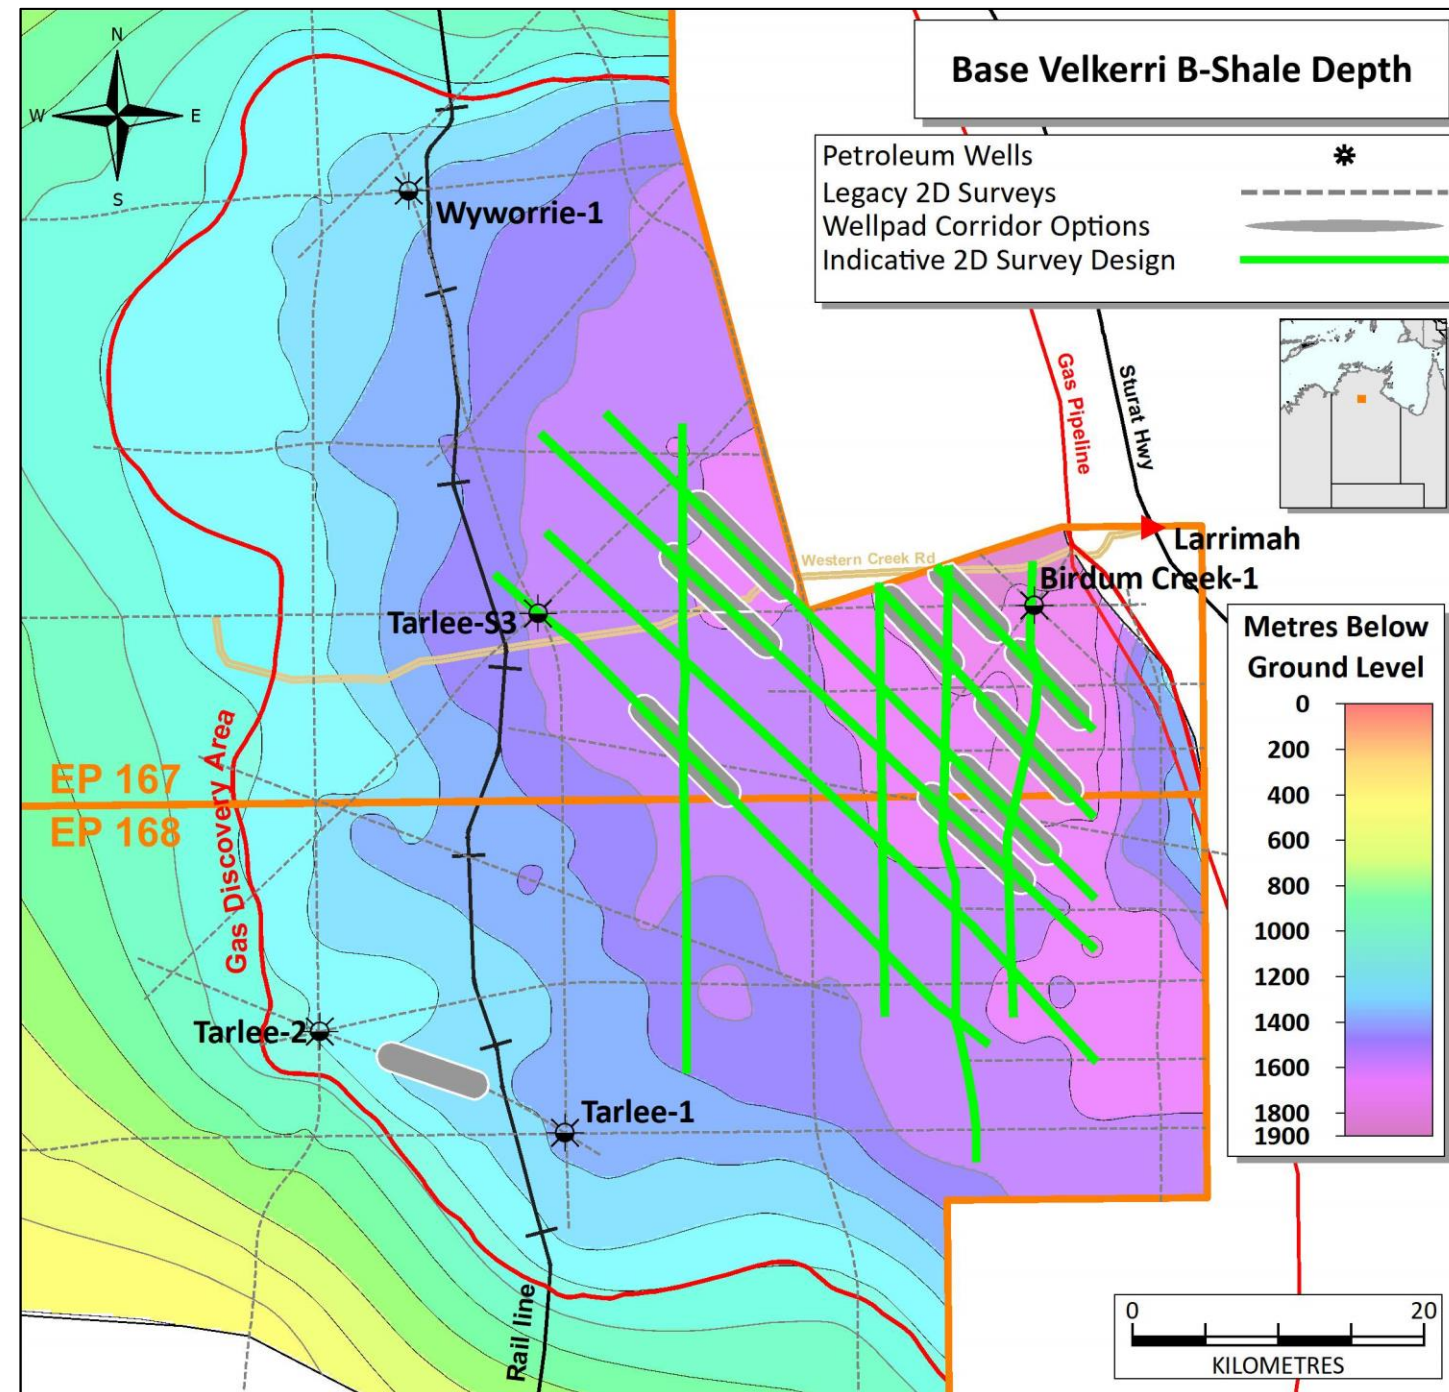 Base Velkerri B-Shale Depth
N
W
E
S
Petroleum Wells
Legacy 2D Surveys
Wellpad Corridor Options
Indicative 2D Survey Design
Wyworrie-1
Gas Pipeline
Sturat Hwy
Larrimah
Western Creek Rd
Birdum Creek-1
Tarlee-S3
Gas Discovery Area
EP 167
EP 168
Tarlee-2
Tarlee-1
Rail line
Metres Below
Ground Level
0
200
400
600
800
1000
1200
1400
1600
1800
1900
0
20
KILOMETRES